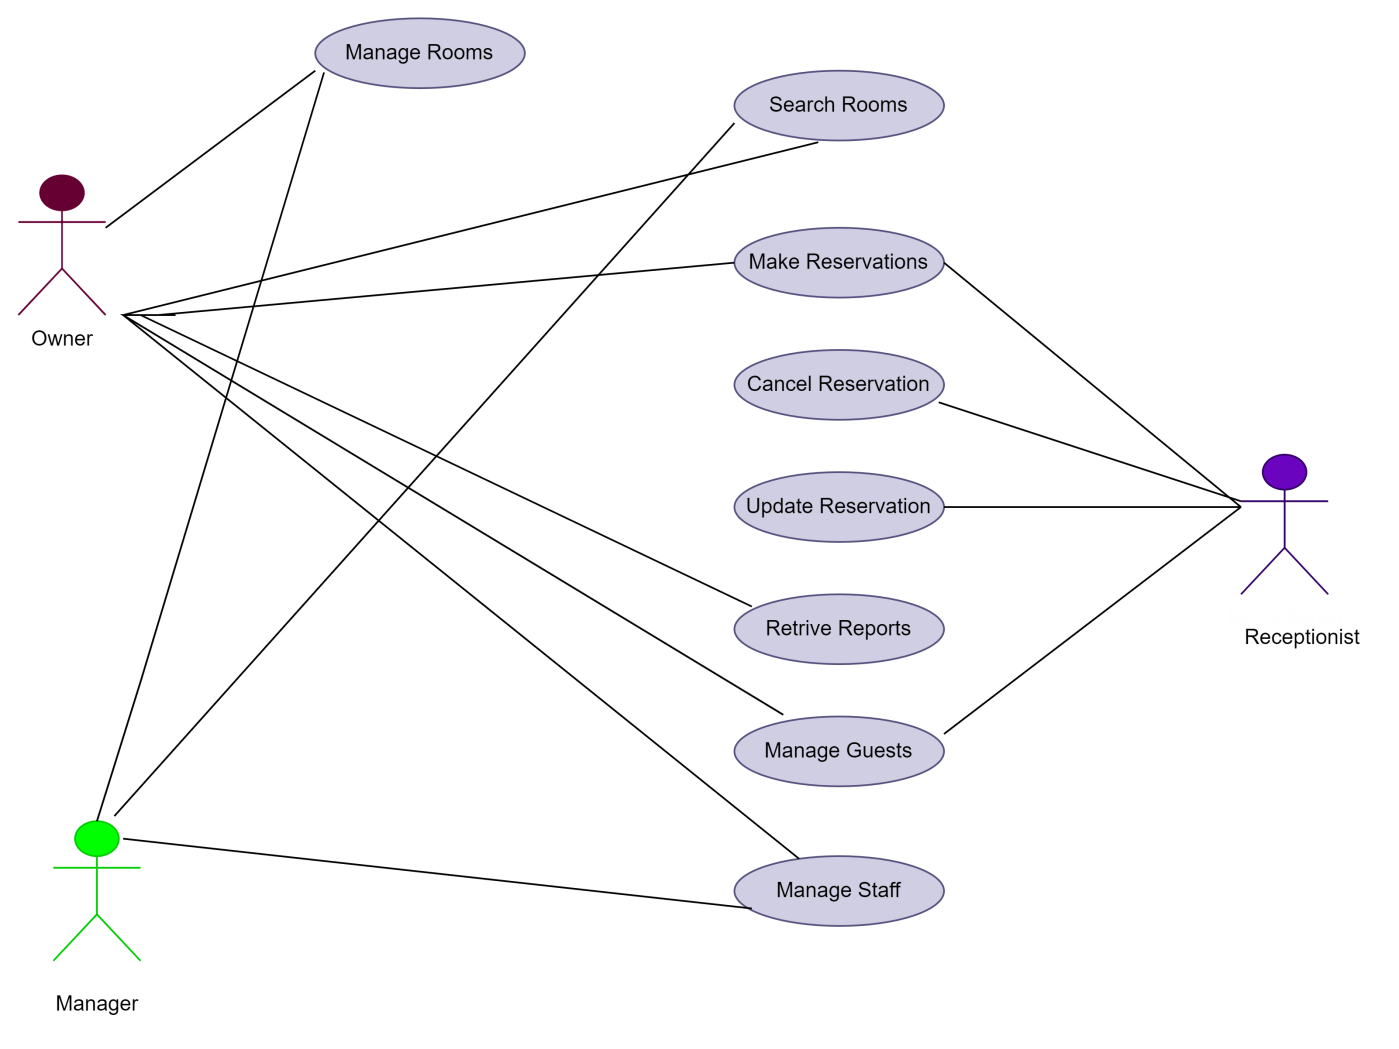 Manage Rooms
Search Rooms
Owner
Make Reservations
Cancel Reservation
Update Reservation
Retrive Reports
Receptionist
Manage Guests
Manage Staff
Manager